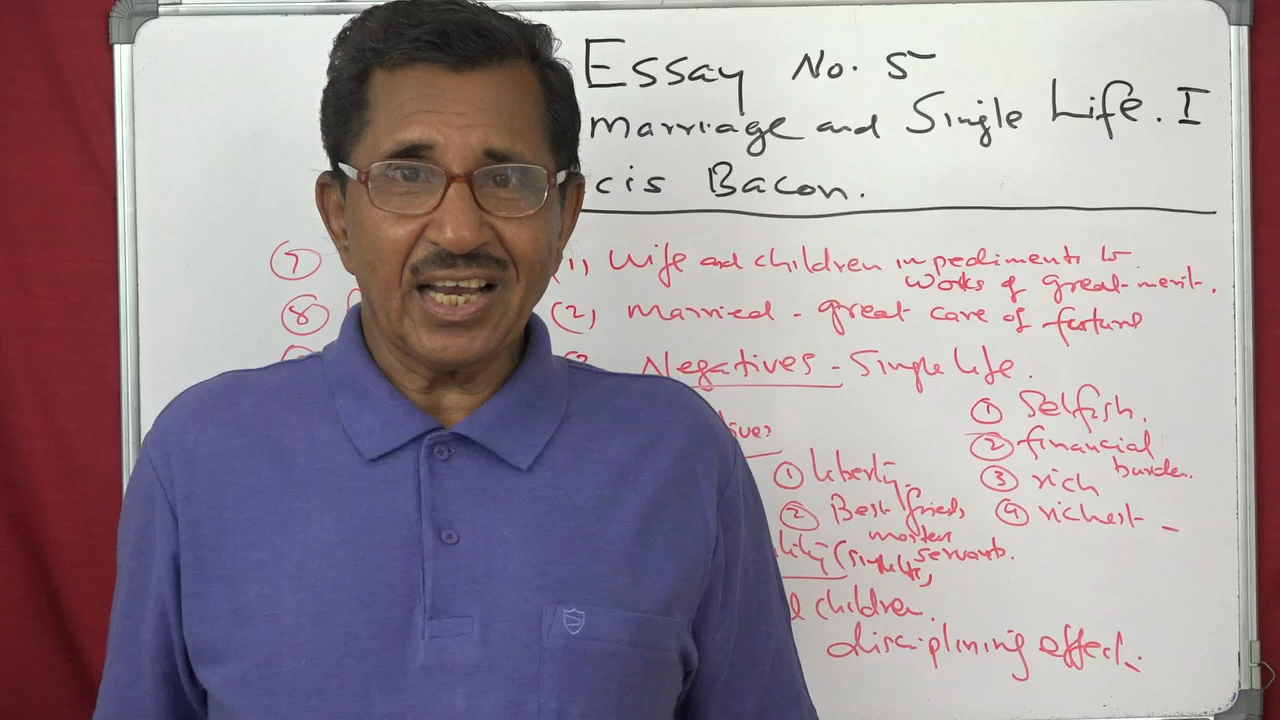 Essay No. 5
Marriage and Single Life. I
cis Bacon.
7
(1) Wife and children impediments to
works of great merit.
8
(2) Married - great care of fortune
Negatives - Single life.
① Selfish.
② financial
burden.
① liberty
③ rich
② Best friends,
④ richest -
masters
servants.
children.
disciplining effect.